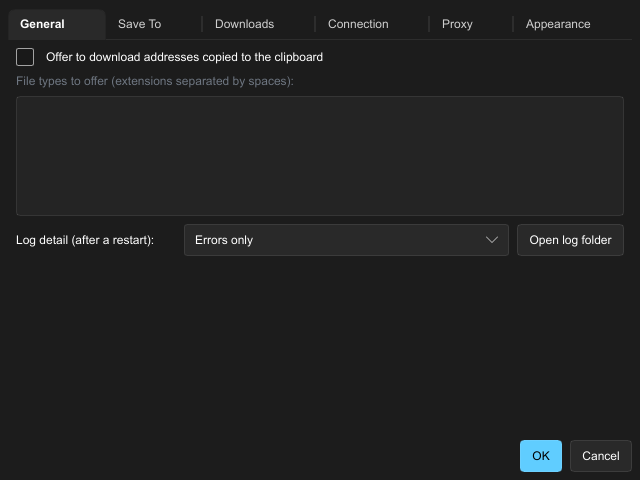 General Save To Downloads Connection Proxy Appearance
Offer to download addresses copied to the clipboard
File types to offer (extensions separated by spaces):
Log detail (after a restart): Errors only Open log folder
OK Cancel